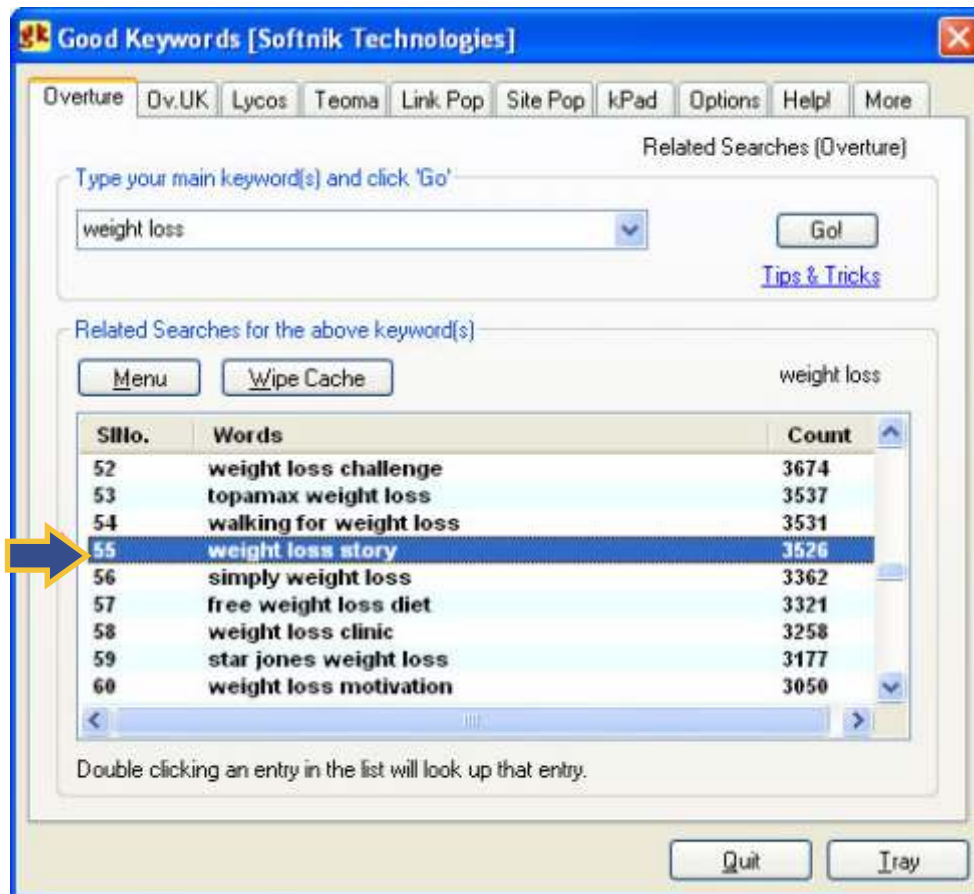 gk Good Keywords [Softnik Technologies]
Overture Ov.UK Lycos Teoma Link Pop Site Pop kPad Options Help! More
Related Searches (Overture)
Type your main keyword(s) and click 'Go'
weight loss Go!
Tips & Tricks
Related Searches for the above keyword(s)
Menu Wipe Cache weight loss
SlNo. Words Count
52 weight loss challenge 3674
53 topamax weight loss 3537
54 walking for weight loss 3531
55 weight loss story 3526
56 simply weight loss 3362
57 free weight loss diet 3321
58 weight loss clinic 3258
59 star jones weight loss 3177
60 weight loss motivation 3050
Double clicking an entry in the list will look up that entry.
Quit Tray